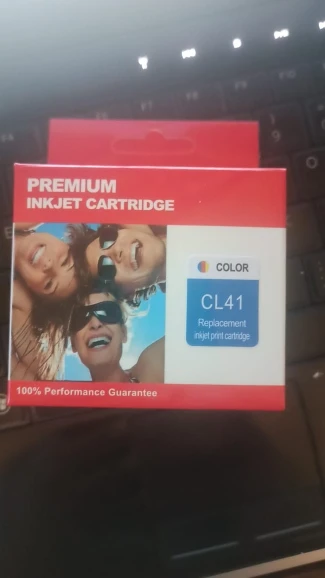 PREMIUM
INKJET CARTRIDGE
COLOR
CL41
Replacement
inkjet print cartridge
100% Performance Guarantee